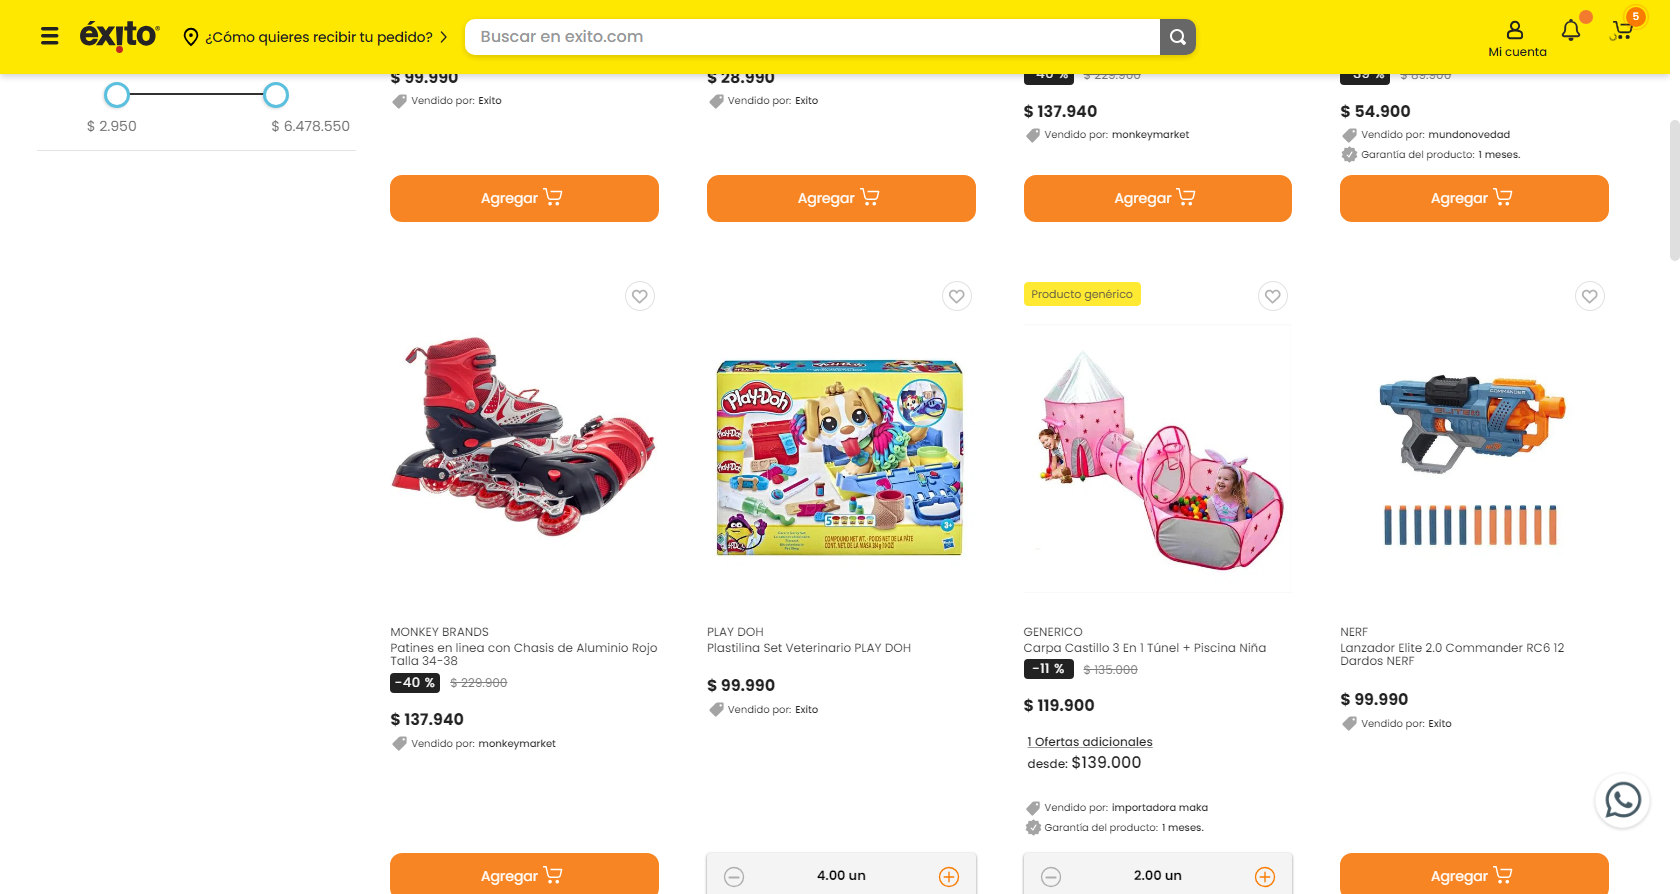 éxito
¿Cómo quieres recibir tu pedido?
Buscar en exito.com
Mi cuenta
5
$ 2.950
$ 6.478.550
$ 99.990
Vendido por: Exito
Agregar
$ 28.990
Vendido por: Exito
Agregar
-40 % $ 229.900
$ 137.940
Vendido por: monkeymarket
Agregar
-39 % $ 89.900
$ 54.900
Vendido por: mundonovedad
Garantía del producto: 1 meses.
Agregar
MONKEY BRANDS
Patines en linea con Chasis de Aluminio Rojo
Talla 34-38
-40 % $ 229.900
$ 137.940
Vendido por: monkeymarket
Agregar
Play-Doh
3+
PLAY DOH
Plastilina Set Veterinario PLAY DOH
$ 99.990
Vendido por: Exito
4.00 un
Producto genérico
GENERICO
Carpa Castillo 3 En 1 Túnel + Piscina Niña
-11 % $ 135.000
$ 119.900
1 Ofertas adicionales
desde: $139.000
Vendido por: importadora maka
Garantía del producto: 1 meses.
2.00 un
NERF
Lanzador Elite 2.0 Commander RC6 12
Dardos NERF
$ 99.990
Vendido por: Exito
Agregar